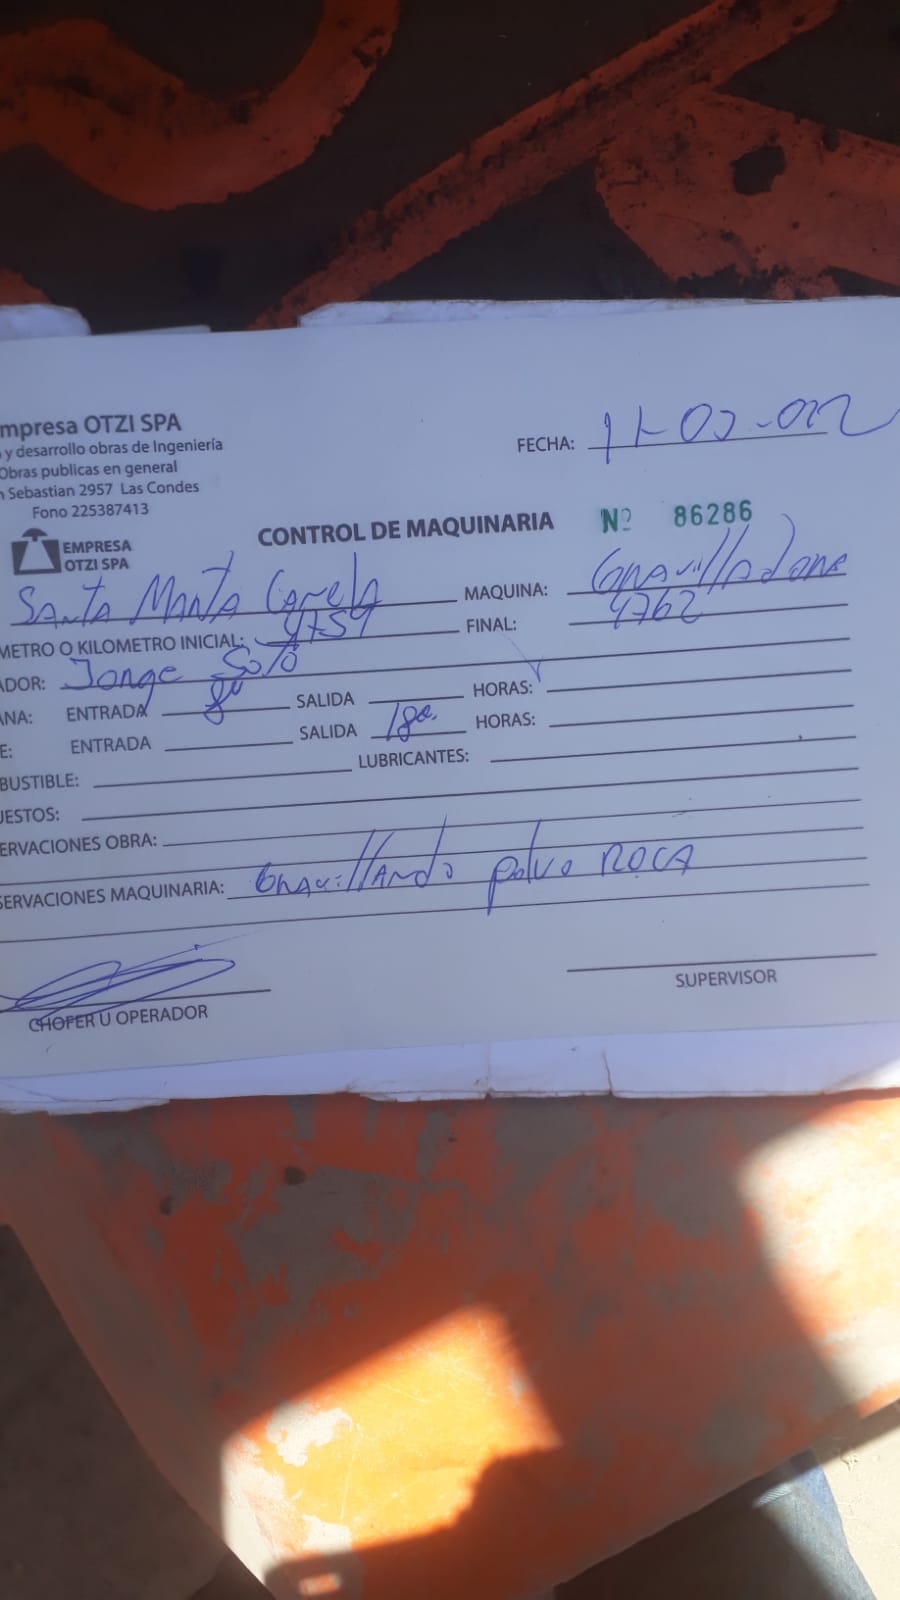 mpresa OTZI SPA
y desarrollo obras de Ingeniería
Obras publicas en general
Sebastian 2957 Las Condes
Fono 225387413
FECHA: 11-03-022
CONTROL DE MAQUINARIA Nº 86286
EMPRESA
OTZI SPA
SANTA MARTA MAQUINA: GRAVILLADORA
METRO O KILOMETRO INICIAL: 4759 FINAL: 4762
ADOR: Jorge Soto
ANA: ENTRADA 8 SALIDA HORAS:
E: ENTRADA SALIDA 18 HORAS:
BUSTIBLE: LUBRICANTES:
UESTOS:
ERVACIONES OBRA:
SERVACIONES MAQUINARIA: GRAVILLANDO polvo ROCA
CHOFER U OPERADOR SUPERVISOR